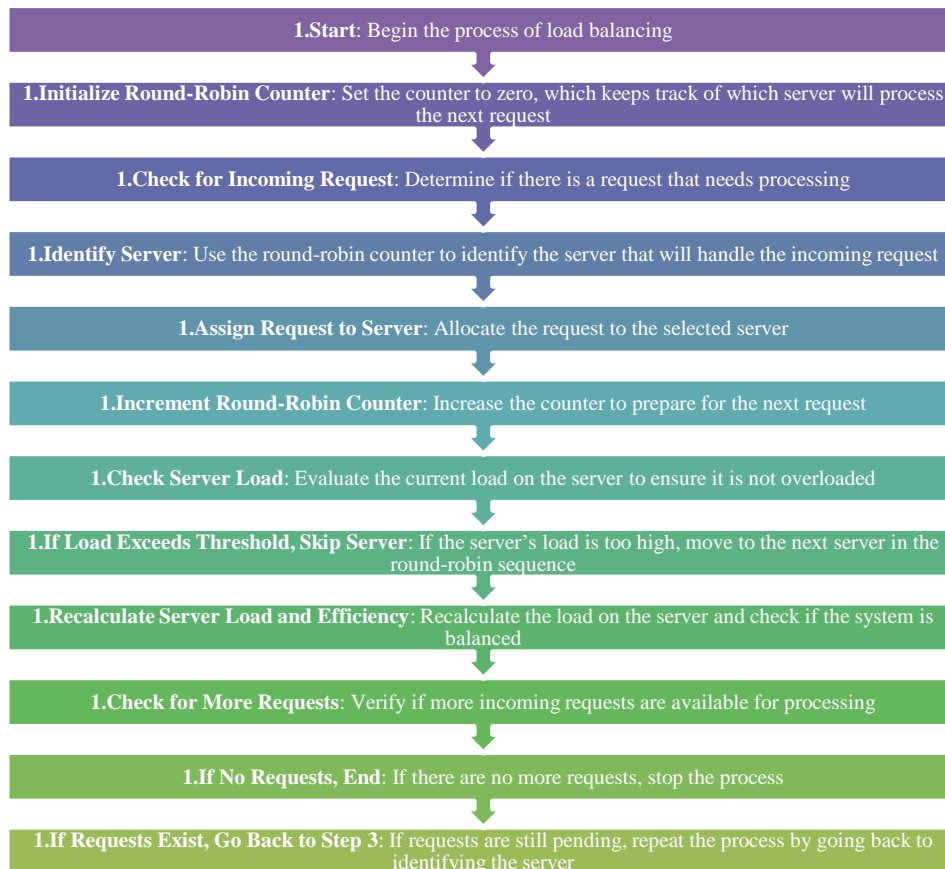 1.Start: Begin the process of load balancing
1.Initialize Round-Robin Counter: Set the counter to zero, which keeps track of which server will process
the next request
1.Check for Incoming Request: Determine if there is a request that needs processing
1.Identify Server: Use the round-robin counter to identify the server that will handle the incoming request
1.Assign Request to Server: Allocate the request to the selected server
1.Increment Round-Robin Counter: Increase the counter to prepare for the next request
1.Check Server Load: Evaluate the current load on the server to ensure it is not overloaded
1.If Load Exceeds Threshold, Skip Server: If the server’s load is too high, move to the next server in the
round-robin sequence
1.Recalculate Server Load and Efficiency: Recalculate the load on the server and check if the system is
balanced
1.Check for More Requests: Verify if more incoming requests are available for processing
1.If No Requests, End: If there are no more requests, stop the process
1.If Requests Exist, Go Back to Step 3: If requests are still pending, repeat the process by going back to
identifying the server